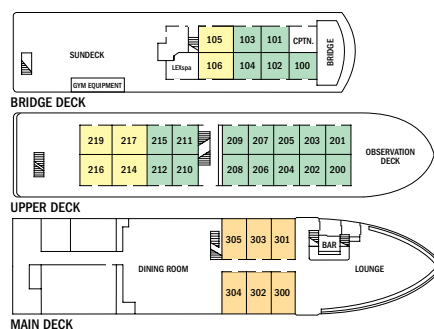 105 103 101 CPTN.
SUNDECK
BRIDGE
LEXspa 106 104 102 100
GYM EQUIPMENT
BRIDGE DECK
219 217 215 211 209 207 205 203 201
OBSERVATION
DECK
216 214 212 210 208 206 204 202 200
UPPER DECK
305 303 301
BAR
DINING ROOM LOUNGE
304 302 300
MAIN DECK